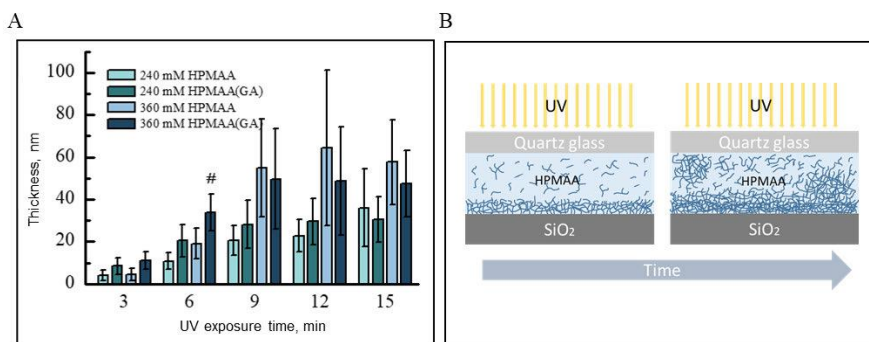 A
B
100
80
60
40
20
0
Thickness, nm
240 mM HPMAA
240 mM HPMAA(GA)
360 mM HPMAA
360 mM HPMAA(GA)
#
3 6 9 12 15
UV exposure time, min
UV UV
Quartz glass Quartz glass
HPMAA HPMAA
SiO₂ SiO₂
Time